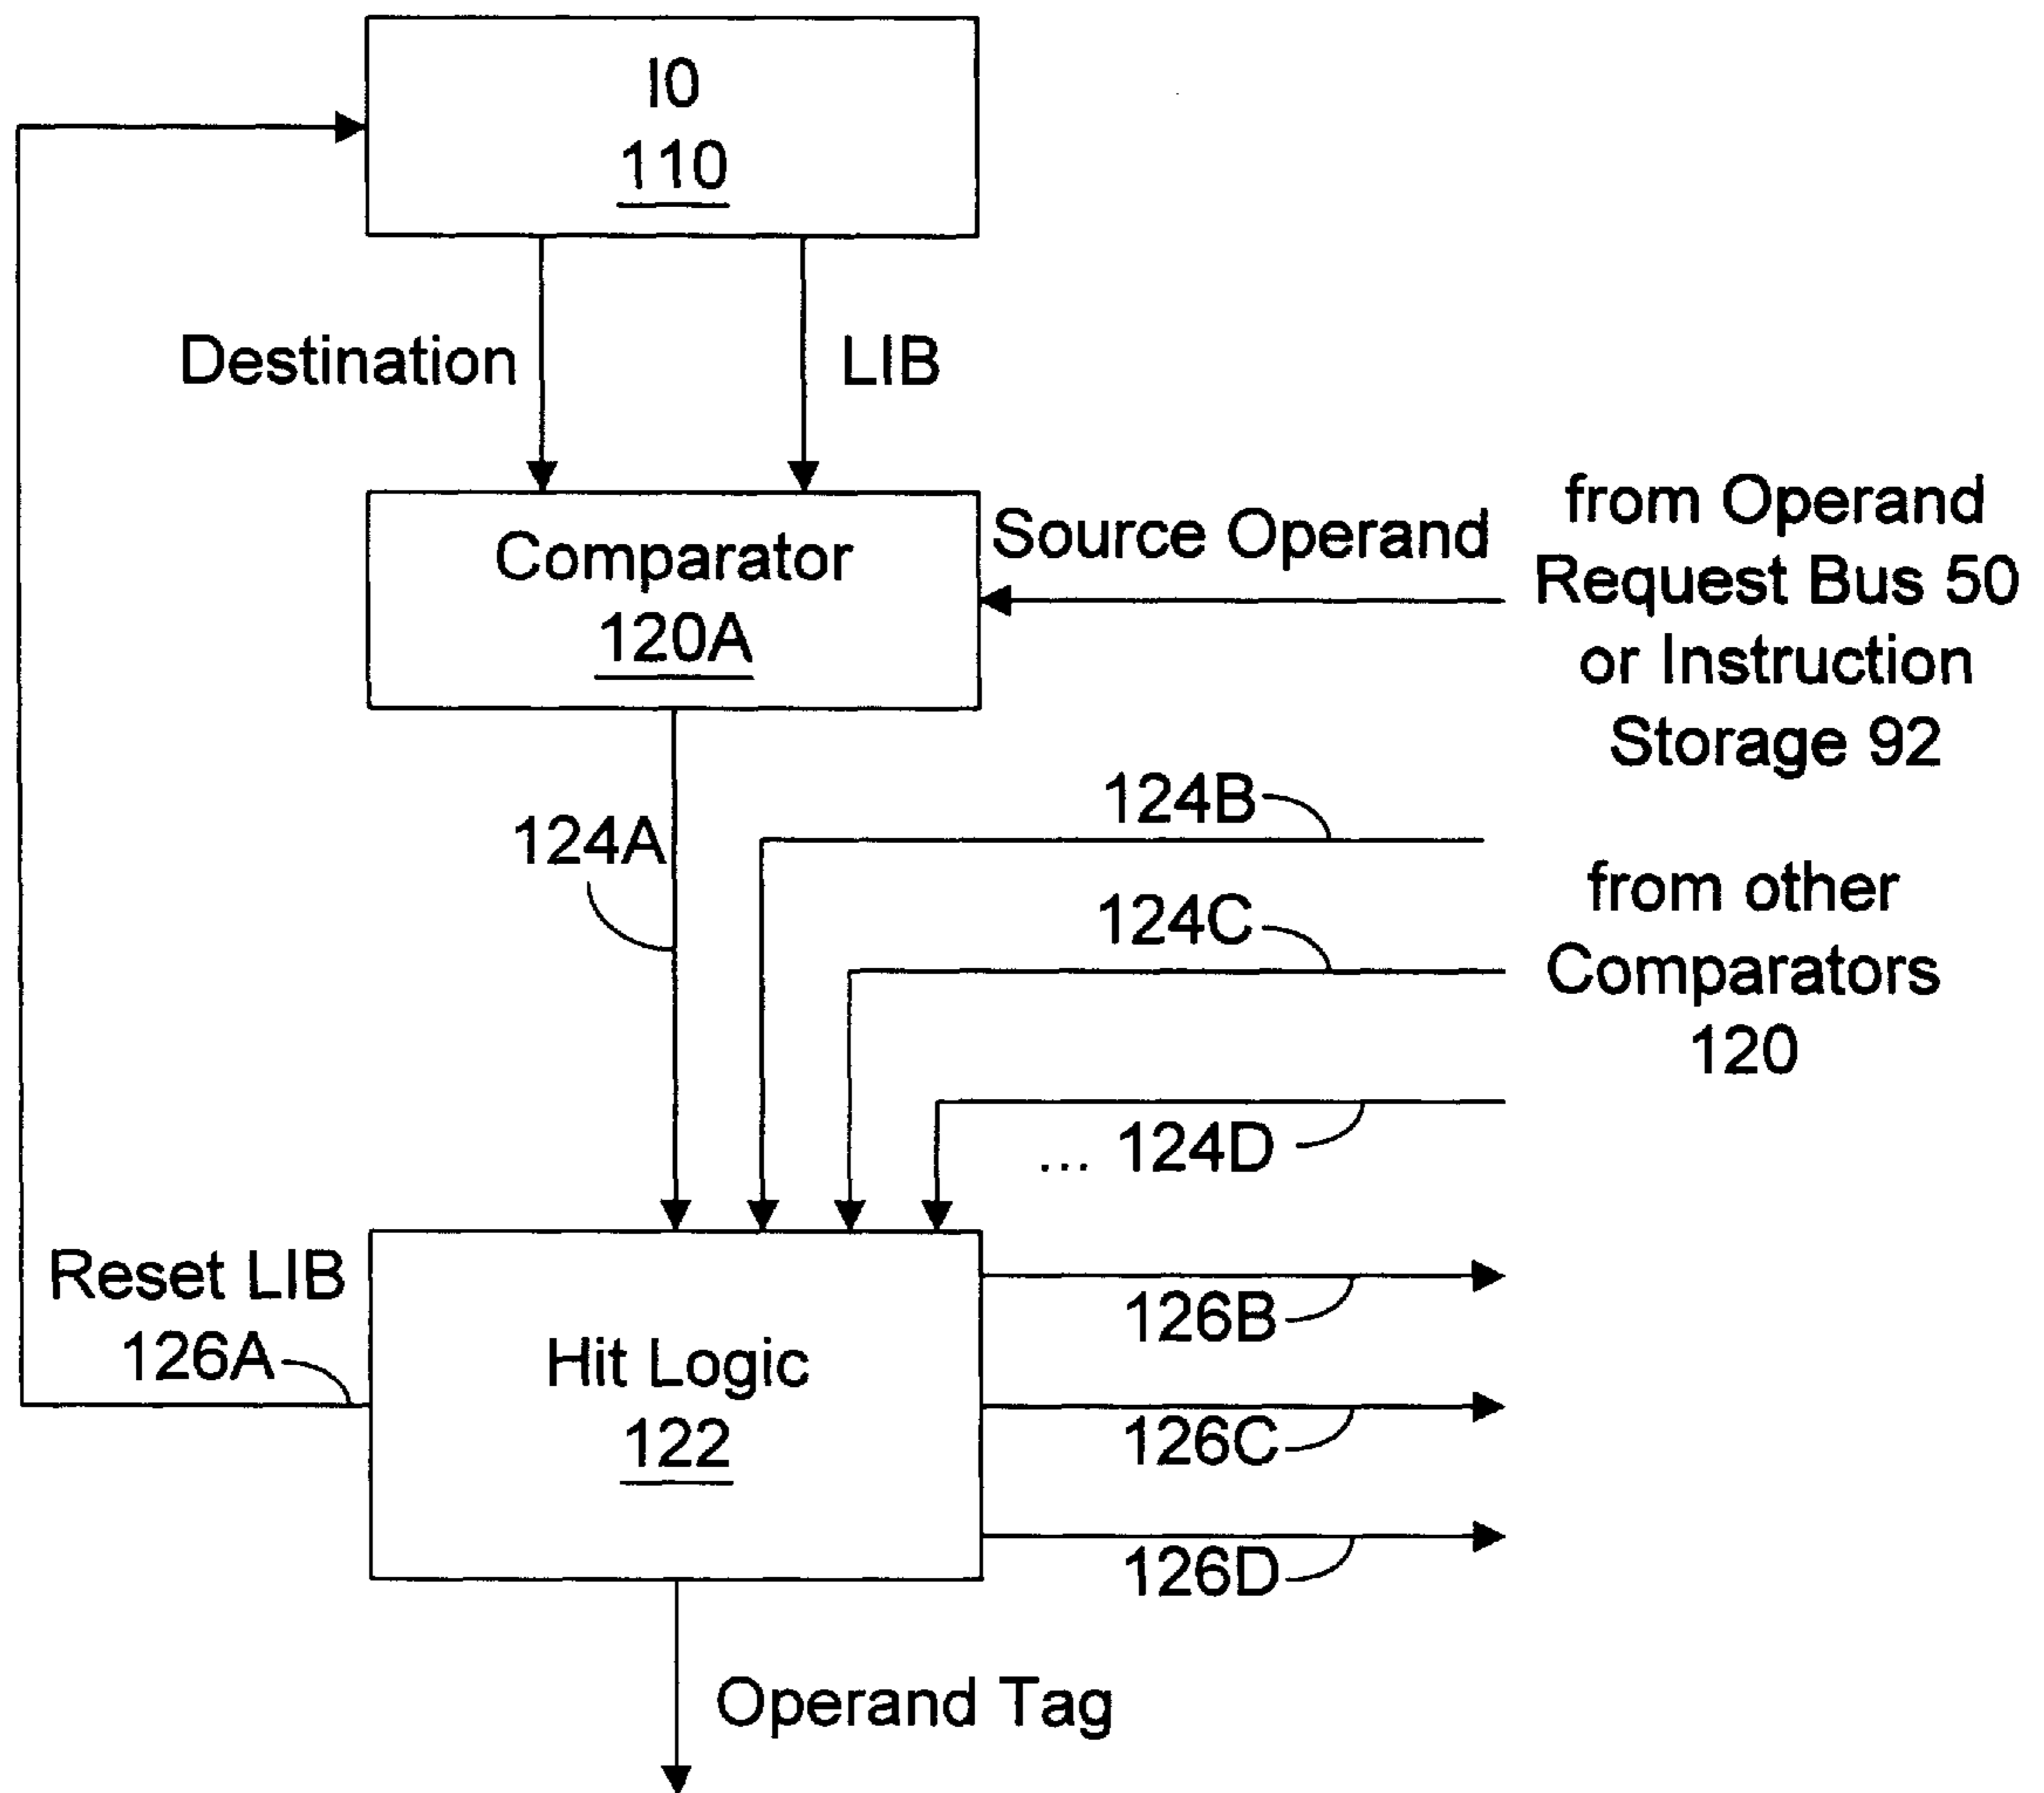 I0
110
Destination
LIB
Comparator
120A
Source Operand
from Operand
Request Bus 50
or Instruction
Storage 92
124A
124B
124C
... 124D
from other
Comparators
120
Reset LIB
126A
Hit Logic
122
126B
126C
126D
Operand Tag